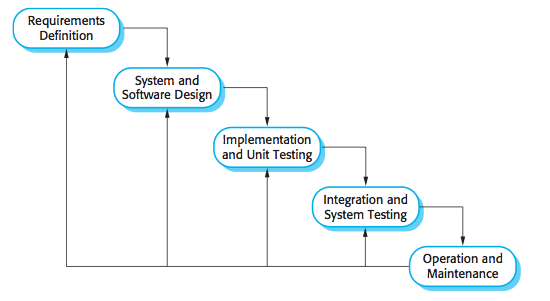 Requirements
Definition
System and
Software Design
Implementation
and Unit Testing
Integration and
System Testing
Operation and
Maintenance